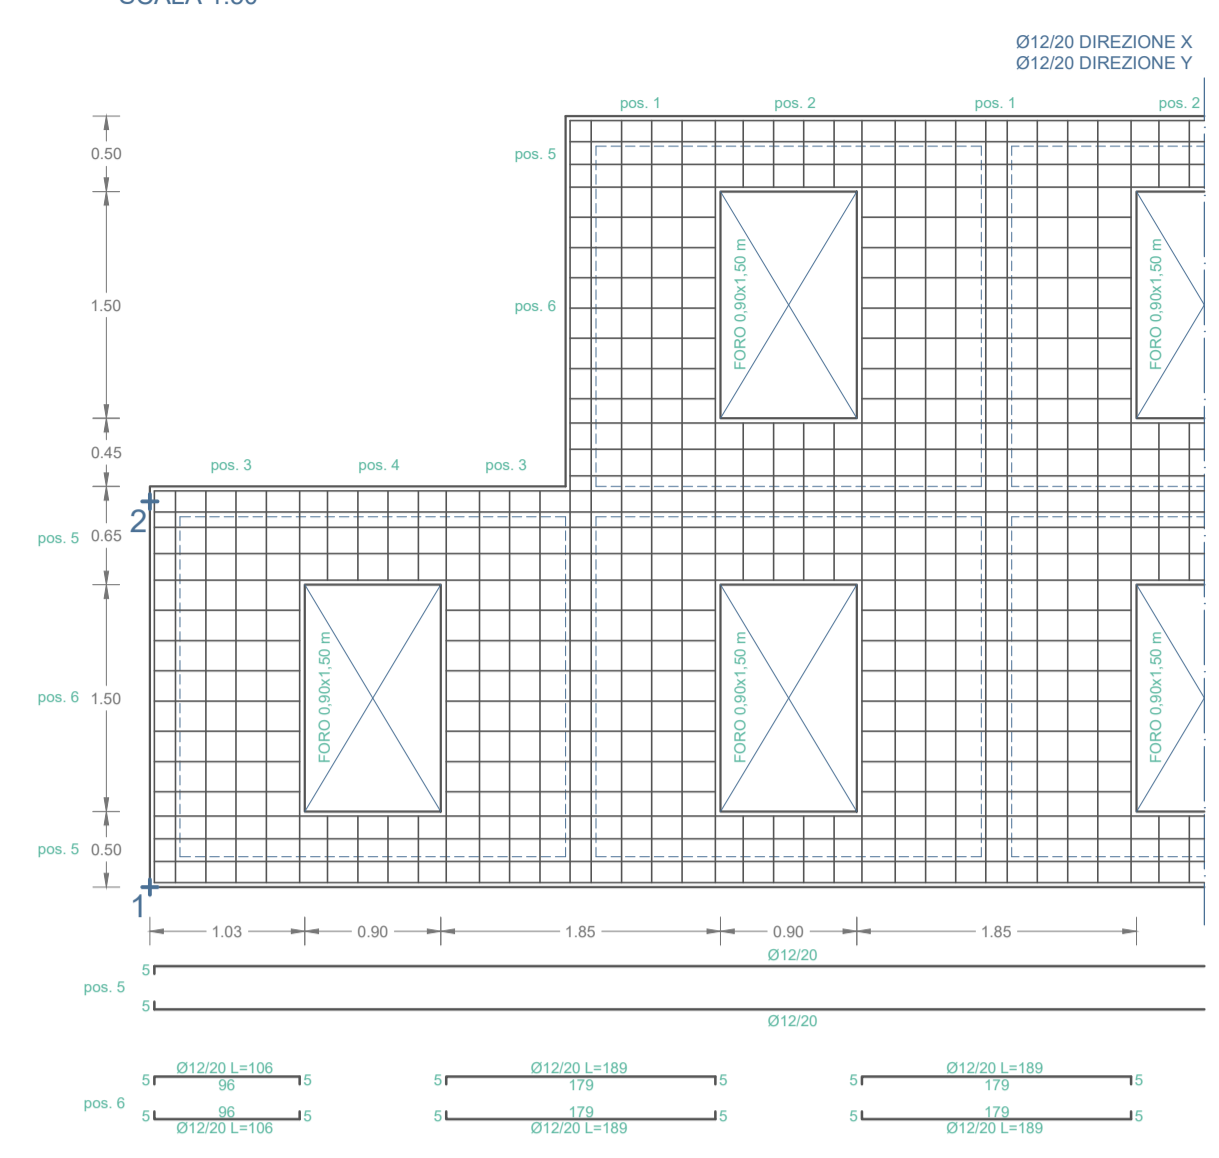 SCALA 1:50
Ø12/20 DIREZIONE X
Ø12/20 DIREZIONE Y
pos. 1
pos. 2
pos. 1
pos. 2
0.50
pos. 5
1.50
pos. 6
FORO 0,90x1,50 m
FORO 0,90x1,50 m
0.45
pos. 3
pos. 4
pos. 3
2
pos. 5
0.65
pos. 6
1.50
FORO 0,90x1,50 m
FORO 0,90x1,50 m
FORO 0,90x1,50 m
pos. 5
0.50
1
1.03
0.90
1.85
0.90
1.85
Ø12/20
5
pos. 5
5
Ø12/20
Ø12/20 L=106
Ø12/20 L=189
Ø12/20 L=189
5
96
5
5
179
5
5
179
5
pos. 6
5
96
5
5
179
5
5
179
5
Ø12/20 L=106
Ø12/20 L=189
Ø12/20 L=189